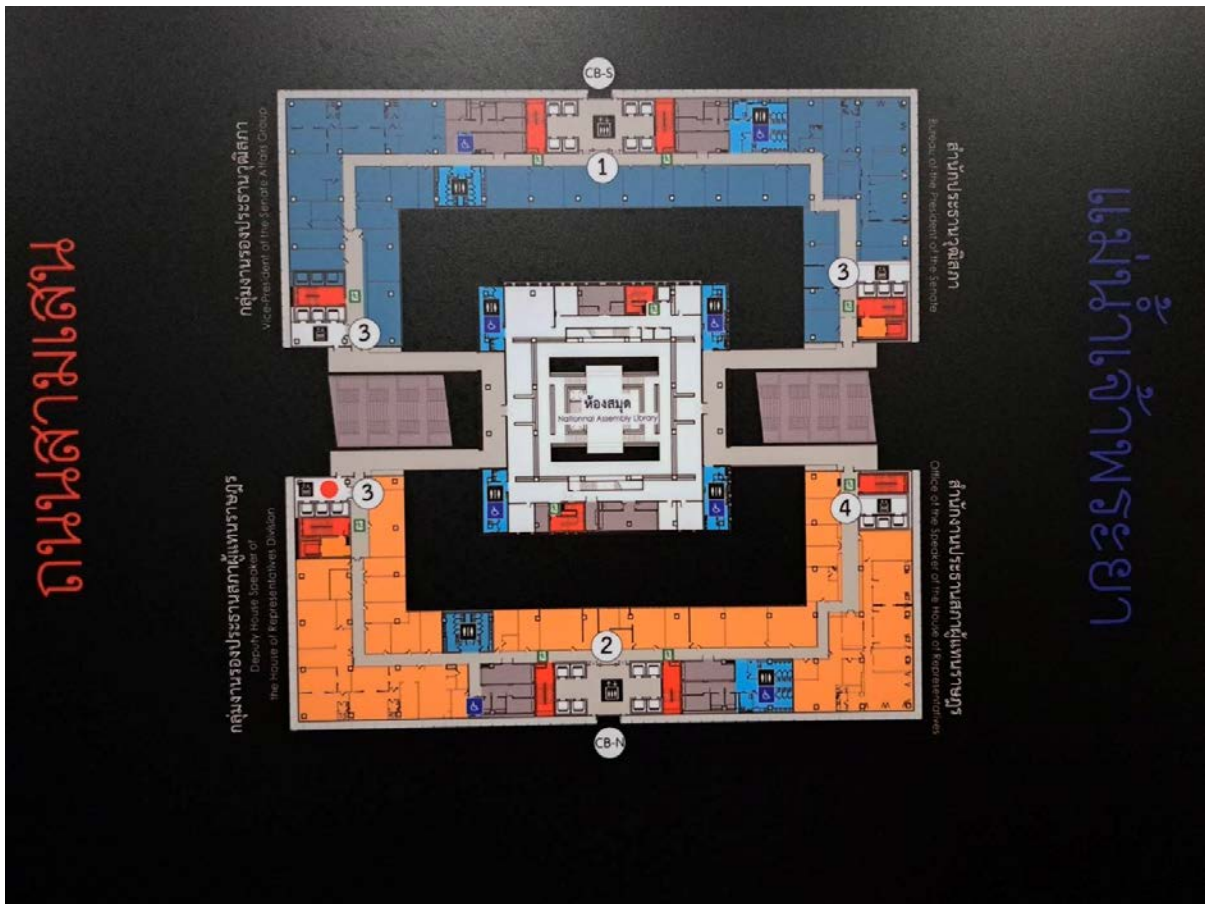 CB-S
กลุ่มงานรองประธานวุฒิสภา
Vice-President of the Senate Affairs Group
สำนักประธานวุฒิสภา
Bureau of the President of the Senate
1
3
3
ถนนสามเสน
แม่น้ำเจ้าพระยา
ห้องสมุด
National Assembly Library
กลุ่มงานรองประธานสภาผู้แทนราษฎร
Deputy House Speaker of
the House of Representatives Division
สำนักงานประธานสภาผู้แทนราษฎร
Office of the Speaker of the House of Representatives
3
4
2
CB-N